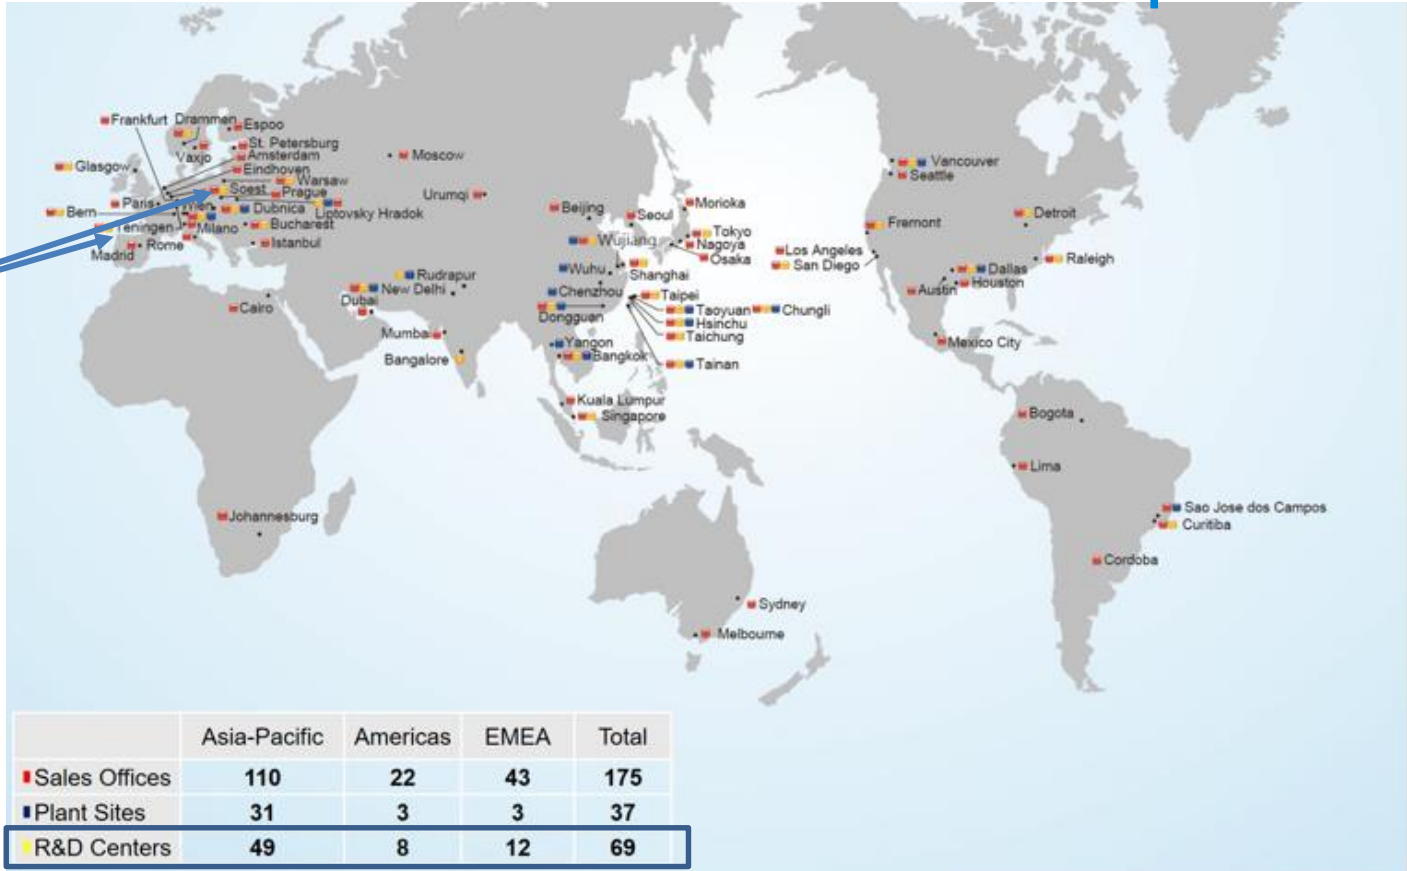 Frankfurt
Drammen
Espoo
St. Petersburg
Vaxjo
Amsterdam
Moscow
Glasgow
Eindhoven
Warsaw
Soest
Prague
Urumqi
Paris
Wien
Dubnica
Liptovsky Hradok
Bern
Teningen
Milano
Bucharest
Madrid
Rome
Istanbul
Cairo
Dubai
Rudrapur
New Delhi
Mumbai
Bangalore
Johannesburg
Beijing
Seoul
Morioka
Wujiang
Tokyo
Nagoya
Osaka
Wuhu
Shanghai
Chenzhou
Taipei
Dongguan
Taoyuan
Chungli
Hsinchu
Taichung
Yangon
Bangkok
Tainan
Kuala Lumpur
Singapore
Sydney
Melbourne
Vancouver
Seattle
Fremont
Detroit
Los Angeles
San Diego
Raleigh
Dallas
Austin
Houston
Mexico City
Bogota
Lima
Sao Jose dos Campos
Curitiba
Cordoba
Asia-Pacific Americas EMEA Total
Sales Offices 110 22 43 175
Plant Sites 31 3 3 37
R&D Centers 49 8 12 69